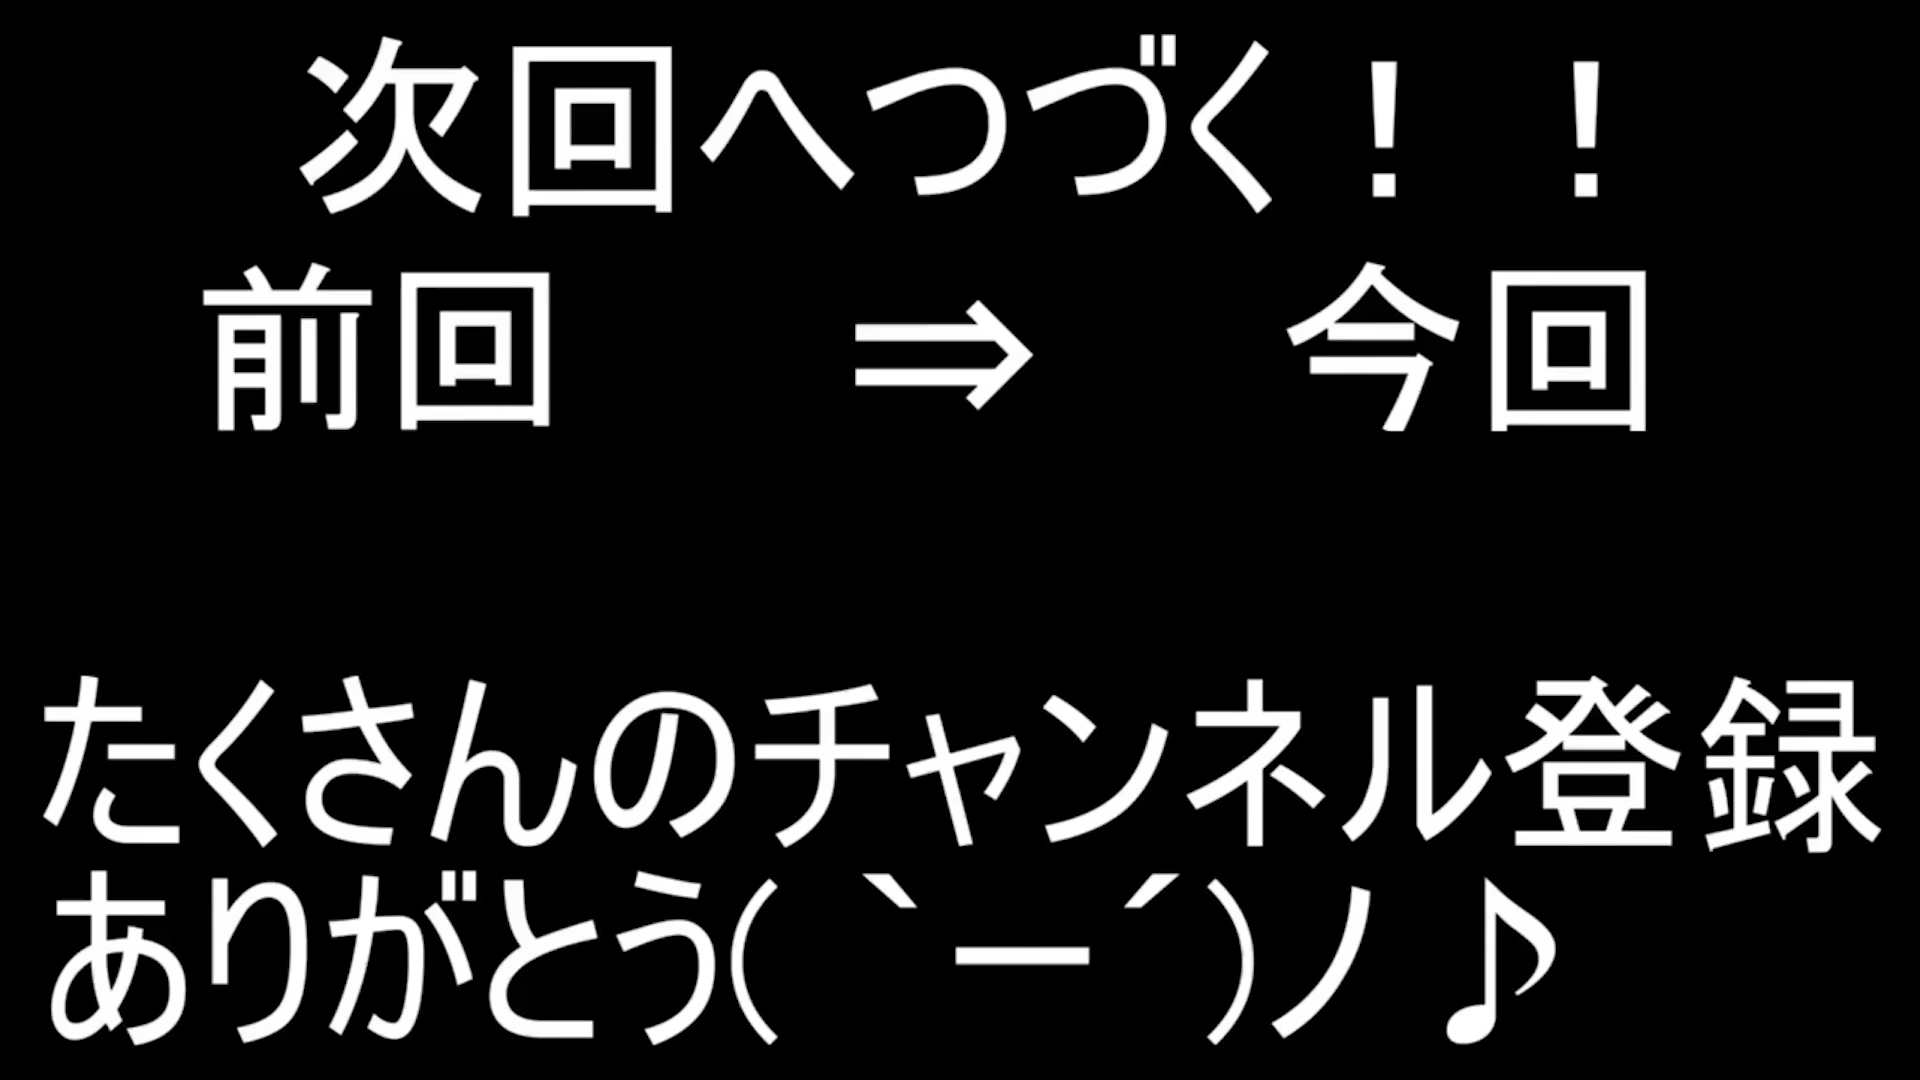 次回へつづく！！
前回　⇒　今回
たくさんのチャンネル登録
ありがとう( ｀ー´)ノ♪